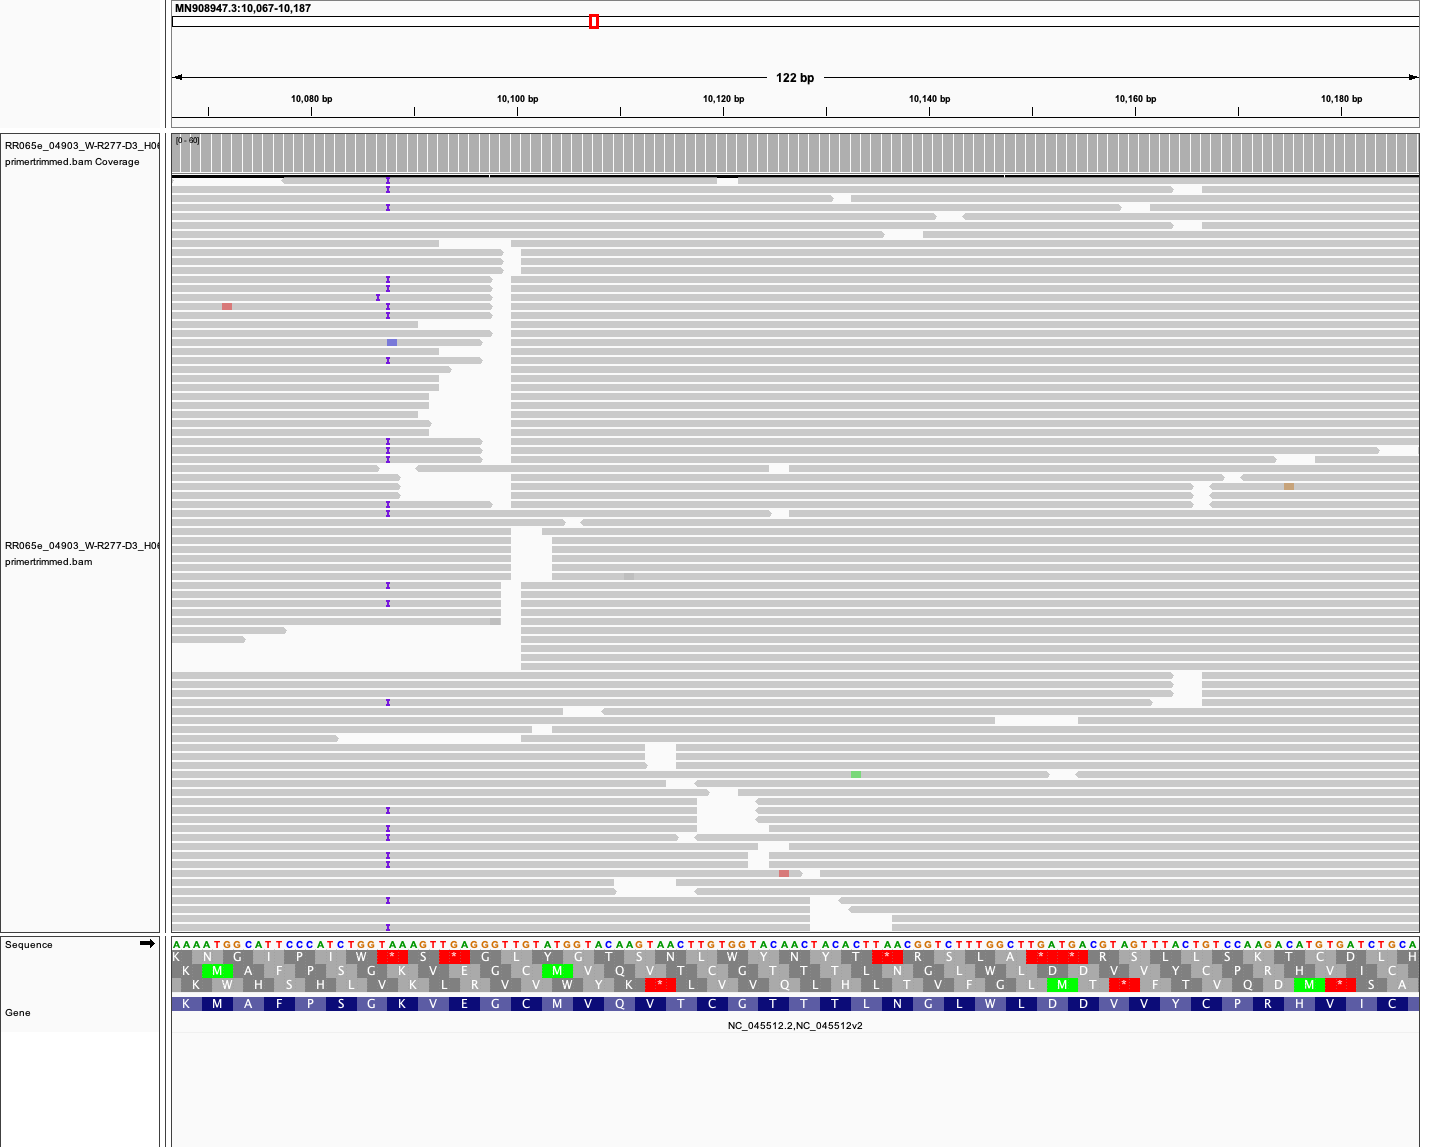 MN908947.3:10,067-10,187
122 bp
10,080 bp 10,100 bp 10,120 bp 10,140 bp 10,160 bp 10,180 bp
RR065e_04903_W-R277-D3_H0
primertrimmed.bam Coverage
[0 - 60]
RR065e_04903_W-R277-D3_H0
primertrimmed.bam
Sequence
AAAATGGCATTCCCATCTGGTAAAGTTGAGGGTTGTATGGTACAAGTAACTTGTGGTACAACTACACTTAACGGTCTTTGGCTTGATGACGTAGTTTACTGTCCAAGACATGTGATCTGCA
K N G I P I W * S * G L Y G T S N L W Y N Y T * R S L A * * R S L L S K T C D L H
K M A F P S G K V E G C M V Q V T C G T T T L N G L W L D D V V Y C P R H V I C
K W H S H L V K L R V V W Y K * L V V Q L H L T V F G L M T * F T V Q D M * S A
Gene
K M A F P S G K V E G C M V Q V T C G T T T L N G L W L D D V V Y C P R H V I C
NC_045512.2,NC_045512v2